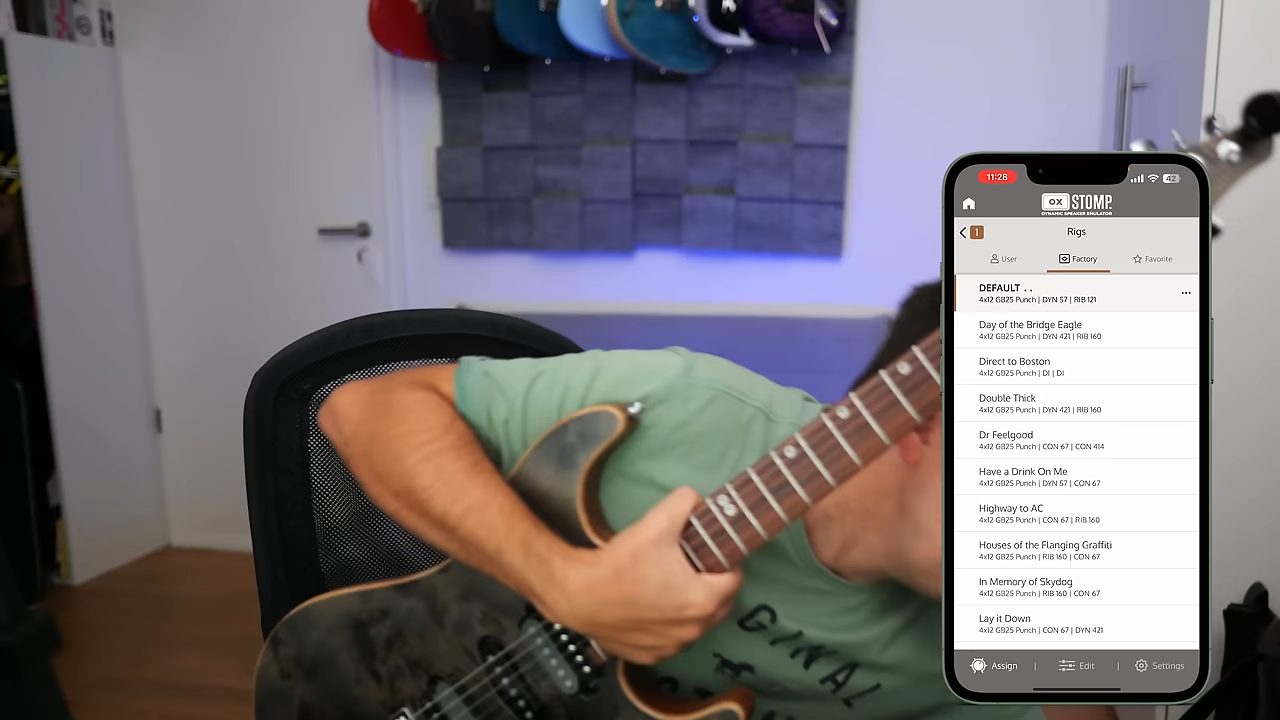 11:28
42
OX STOMP
DYNAMIC SPEAKER EMULATOR
1
Rigs
User
Factory
Favorite
DEFAULT . .
4x12 GB25 Punch | DYN 57 | RIB 121
Day of the Bridge Eagle
4x12 GB25 Punch | DYN 421 | RIB 160
Direct to Boston
4x12 GB25 Punch | DI | DI
Double Thick
4x12 GB25 Punch | DYN 421 | RIB 160
Dr Feelgood
4x12 GB25 Punch | CON 67 | CON 414
Have a Drink On Me
4x12 GB25 Punch | DYN 57 | CON 67
Highway to AC
4x12 GB25 Punch | CON 67 | RIB 160
Houses of the Flanging Graffiti
4x12 GB25 Punch | RIB 160 | CON 67
In Memory of Skydog
4x12 GB25 Punch | RIB 160 | CON 67
Lay it Down
4x12 GB25 Punch | CON 67 | DYN 421
Assign
Edit
Settings
GINAL